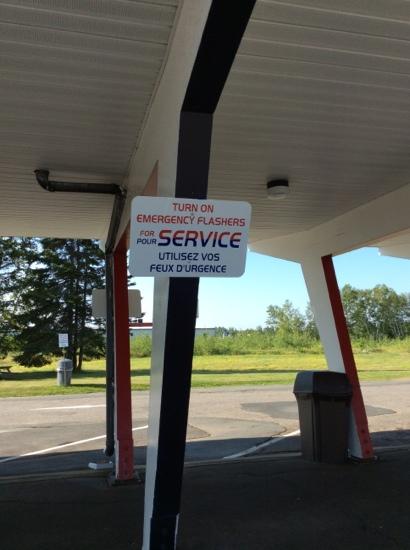 TURN ON
EMERGENCY FLASHERS
FOR
POUR SERVICE
UTILISEZ VOS
FEUX D'URGENCE